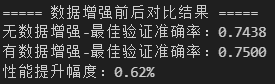 ===== 数据增强前后对比结果 =====
无数据增强-最佳验证准确率：0.7438
有数据增强-最佳验证准确率：0.7500
性能提升幅度：0.62%